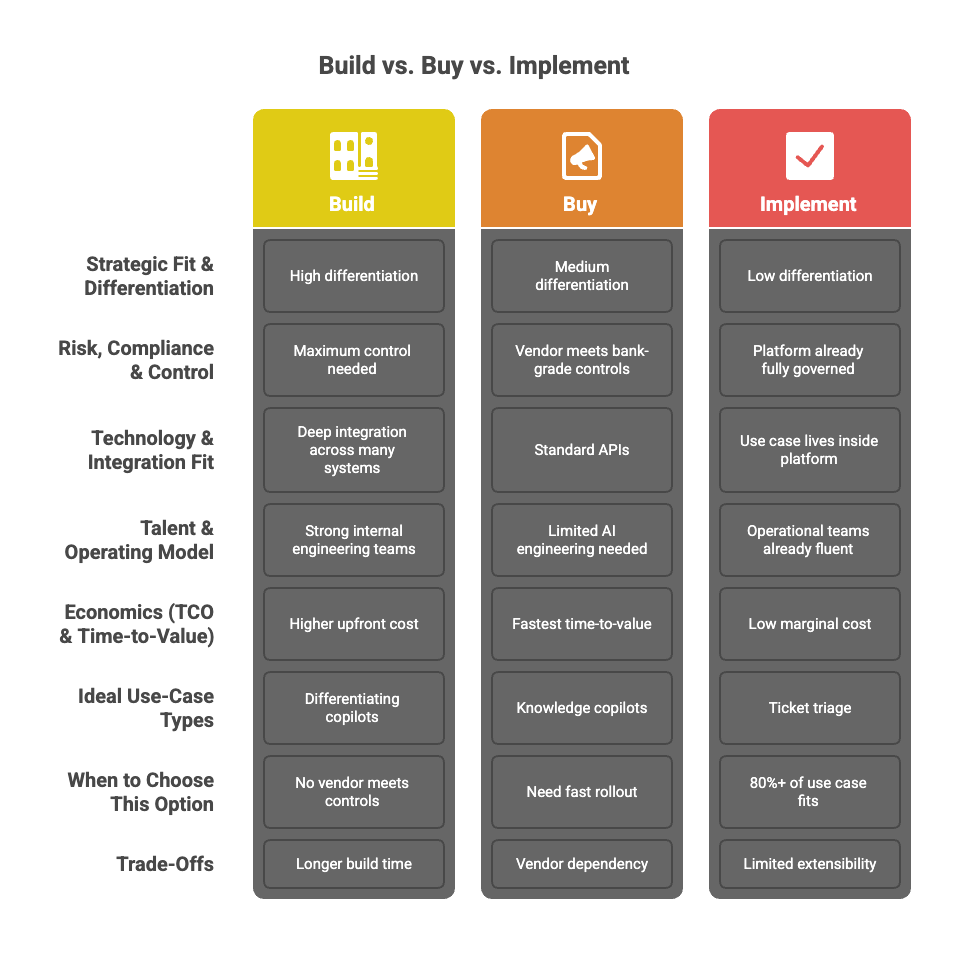 Build vs. Buy vs. Implement
Build
Buy
Implement
Strategic Fit &
Differentiation
High differentiation
Medium
differentiation
Low differentiation
Risk, Compliance
& Control
Maximum control
needed
Vendor meets bank-
grade controls
Platform already
fully governed
Technology &
Integration Fit
Deep integration
across many
systems
Standard APIs
Use case lives inside
platform
Talent &
Operating Model
Strong internal
engineering teams
Limited AI
engineering needed
Operational teams
already fluent
Economics (TCO
& Time-to-Value)
Higher upfront cost
Fastest time-to-value
Low marginal cost
Ideal Use-Case
Types
Differentiating
copilots
Knowledge copilots
Ticket triage
When to Choose
This Option
No vendor meets
controls
Need fast rollout
80%+ of use case
fits
Trade-Offs
Longer build time
Vendor dependency
Limited extensibility